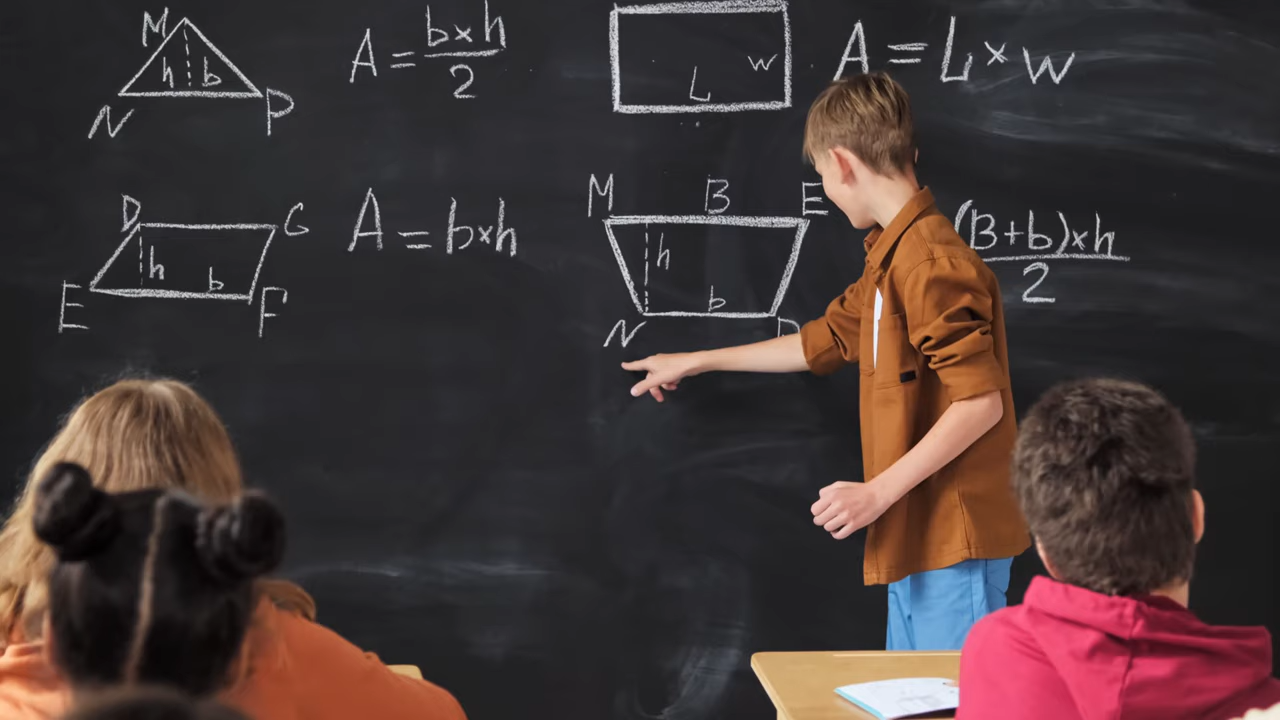 M
h b
N P
A = b×h / 2
W
L
A = L × W
D G
h b
E F
A = b×h
M B E
h
b
N
(B+b)×h / 2